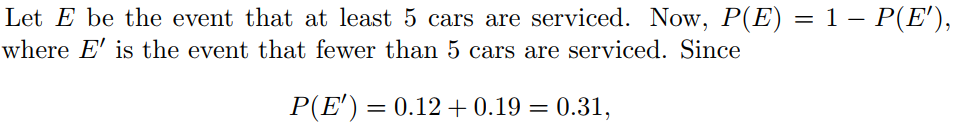 Let E be the event that at least 5 cars are serviced. Now, P(E) = 1 − P(E′),
where E′ is the event that fewer than 5 cars are serviced. Since
P(E′) = 0.12 + 0.19 = 0.31,